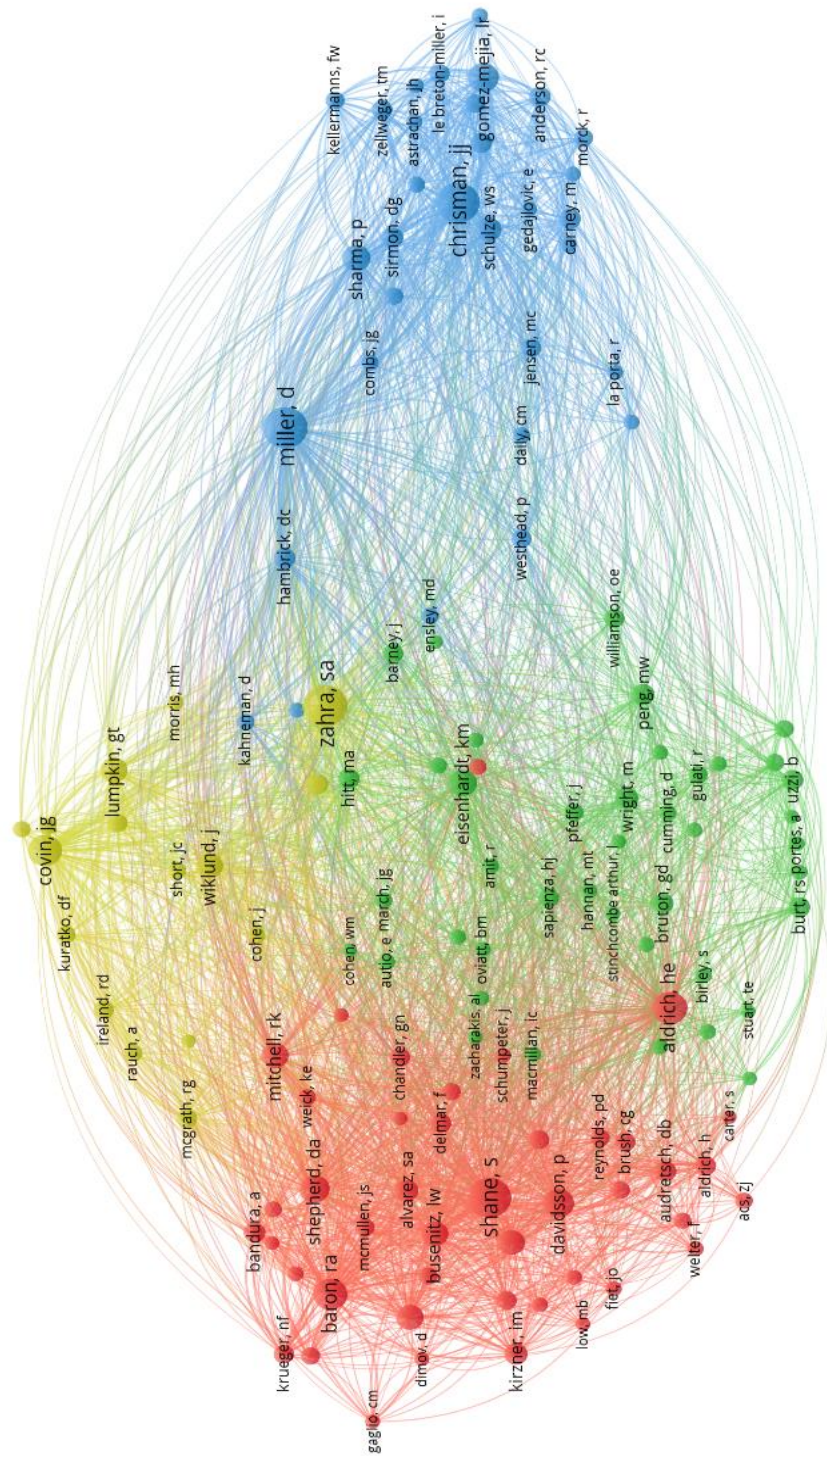 gaglio, cm
krueger, nf
dimov, d
kirzner, im
low, mb
fiet, jo
baron, ra
bandura, a
mcmullen, js
shepherd, da
alvarez, sa
busenitz, lw
shane, s
davidsson, p
welter, f
audretsch, db
aldrich, h
acs, zj
brush, cg
reynolds, pd
carter, s
delmar, f
weick, ke
mitchell, rk
chandler, gn
zacharakis, al
schumpeter, j
macmillan, ic
aldrich, he
birley, s
stuart, te
mcgrath, rg
rauch, a
ireland, rd
kuratko, df
covin, jg
short, jc
wiklund, j
cohen, j
lumpkin, gt
morris, mh
zahra, sa
kahneman, d
cohen, wm
autio, e
march, jg
oviatt, bm
amit, r
sapienza, hj
hannan, mt
stinchcombe arthur, l
bruton, gd
burt, rs
portes, a
uzzi, b
gulati, r
cumming, d
wright, m
pfeffer, j
eisenhardt, km
hitt, ma
barney, j
ensley, md
peng, mw
williamson, oe
hambrick, dc
miller, d
westhead, p
daily, cm
la porta, r
jensen, mc
combs, jg
sharma, p
sirmon, dg
chrisman, jj
schulze, ws
gedajlovic, e
carney, m
morck, r
anderson, rc
gomez-mejia, lr
le breton-miller, i
astrachan, jh
zellweger, tm
kellermanns, fw